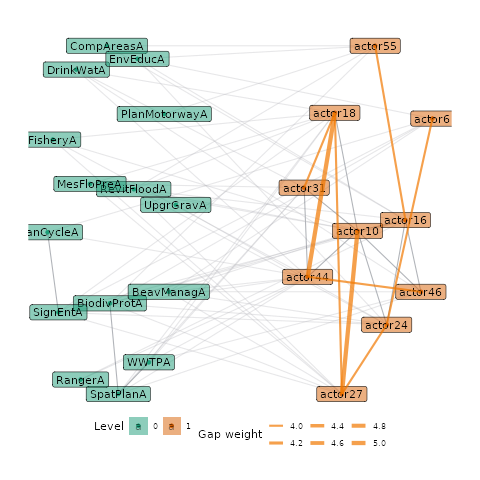 CompAreasA
actor55
EnvEducA
DrinkWatA
PlanMotorwayA
actor18
actor6
FisheryA
MesFloPreA
RevitFloodA
actor31
UpgrGravA
actor16
anCycleA
actor10
actor44
BeavManagA
actor46
BiodivProtA
SignEntA
actor24
WWTPA
RangerA
SpatPlanA
actor27
Level a 0 a 1
Gap weight 4.0 4.4 4.8
4.2 4.6 5.0